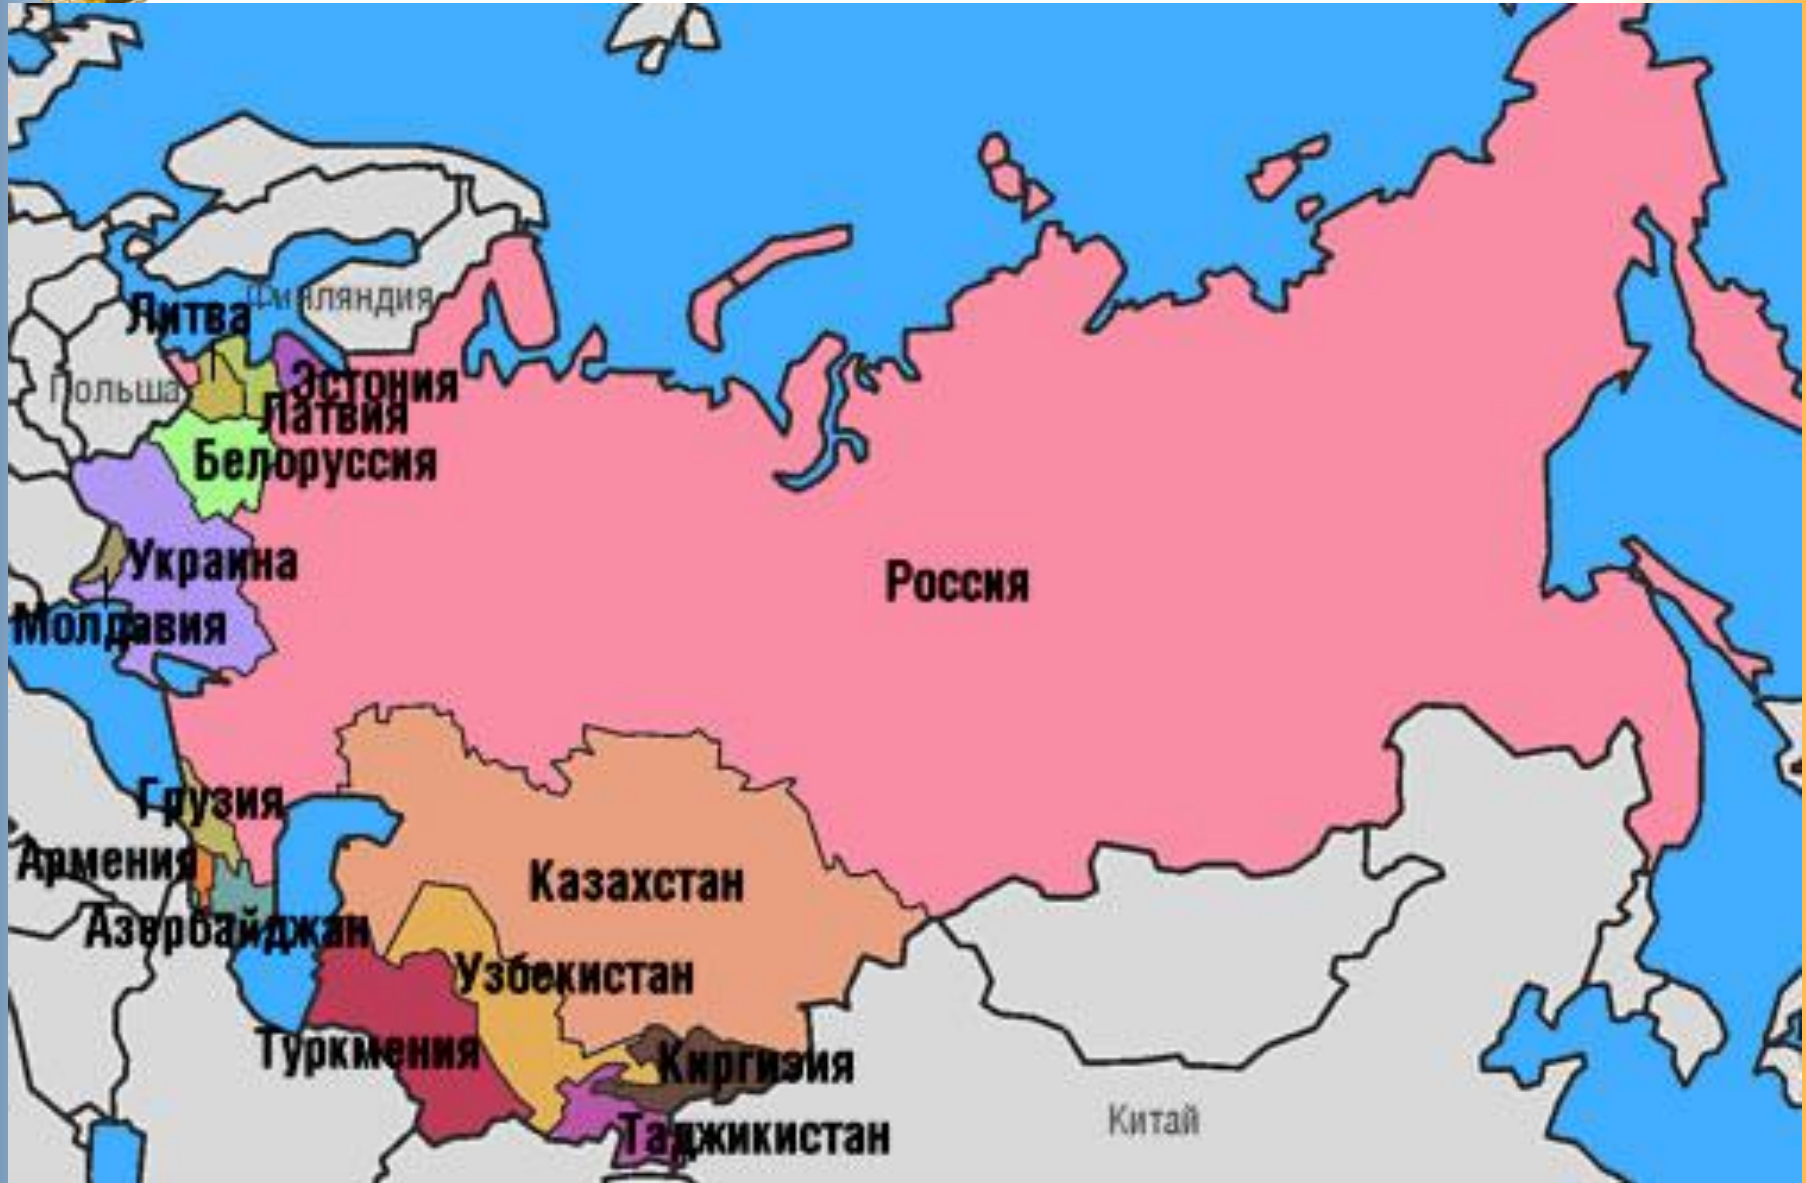 Финляндия
Литва
Польша
Эстония
Латвия
Белоруссия
Украина
Россия
Молдавия
Грузия
Армения
Казахстан
Азербайджан
Узбекистан
Туркмения
Киргизия
Китай
Таджикистан